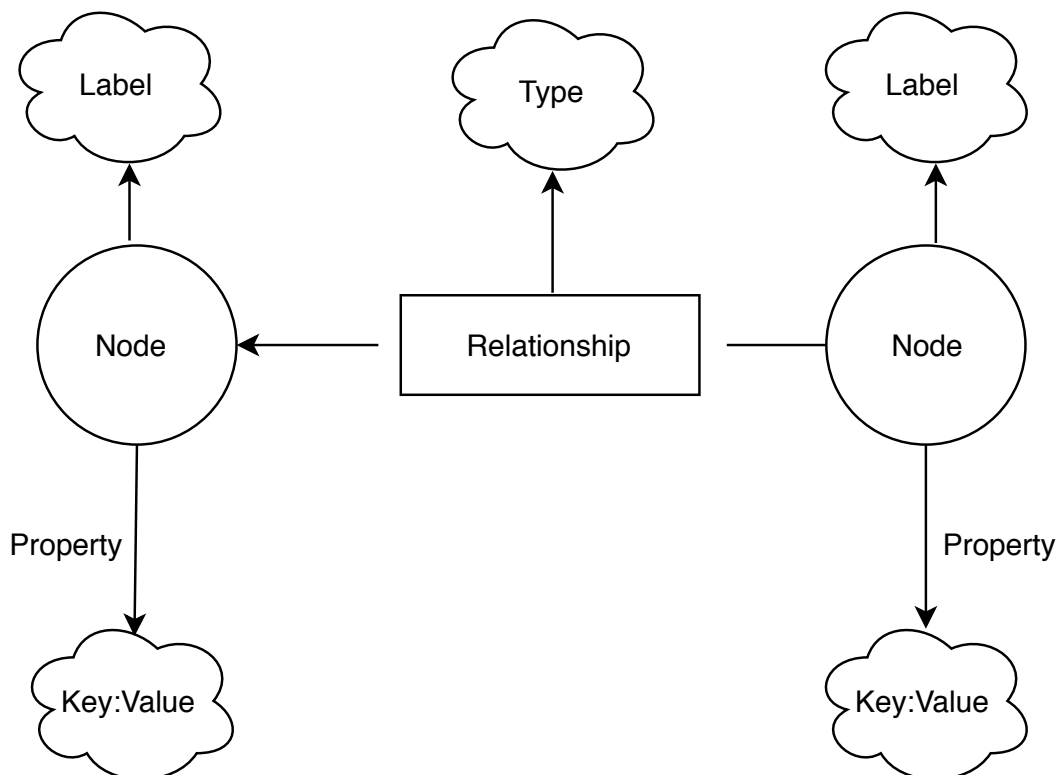 Label
Type
Label
Node
Relationship
Node
Property
Property
Key:Value
Key:Value